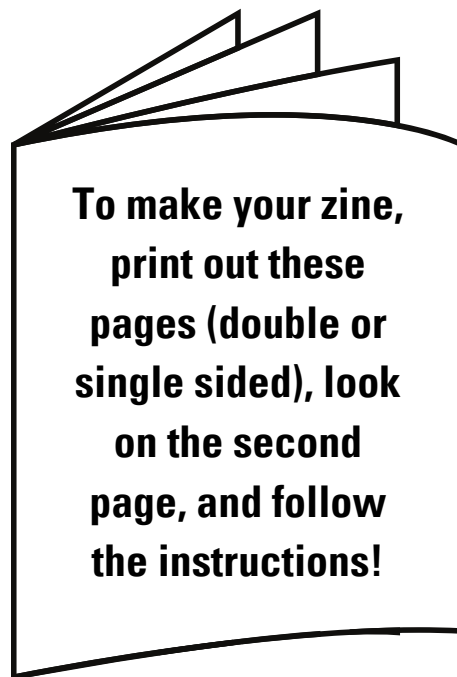 To make your zine,
print out these
pages (double or
single sided), look
on the second
page, and follow
the instructions!